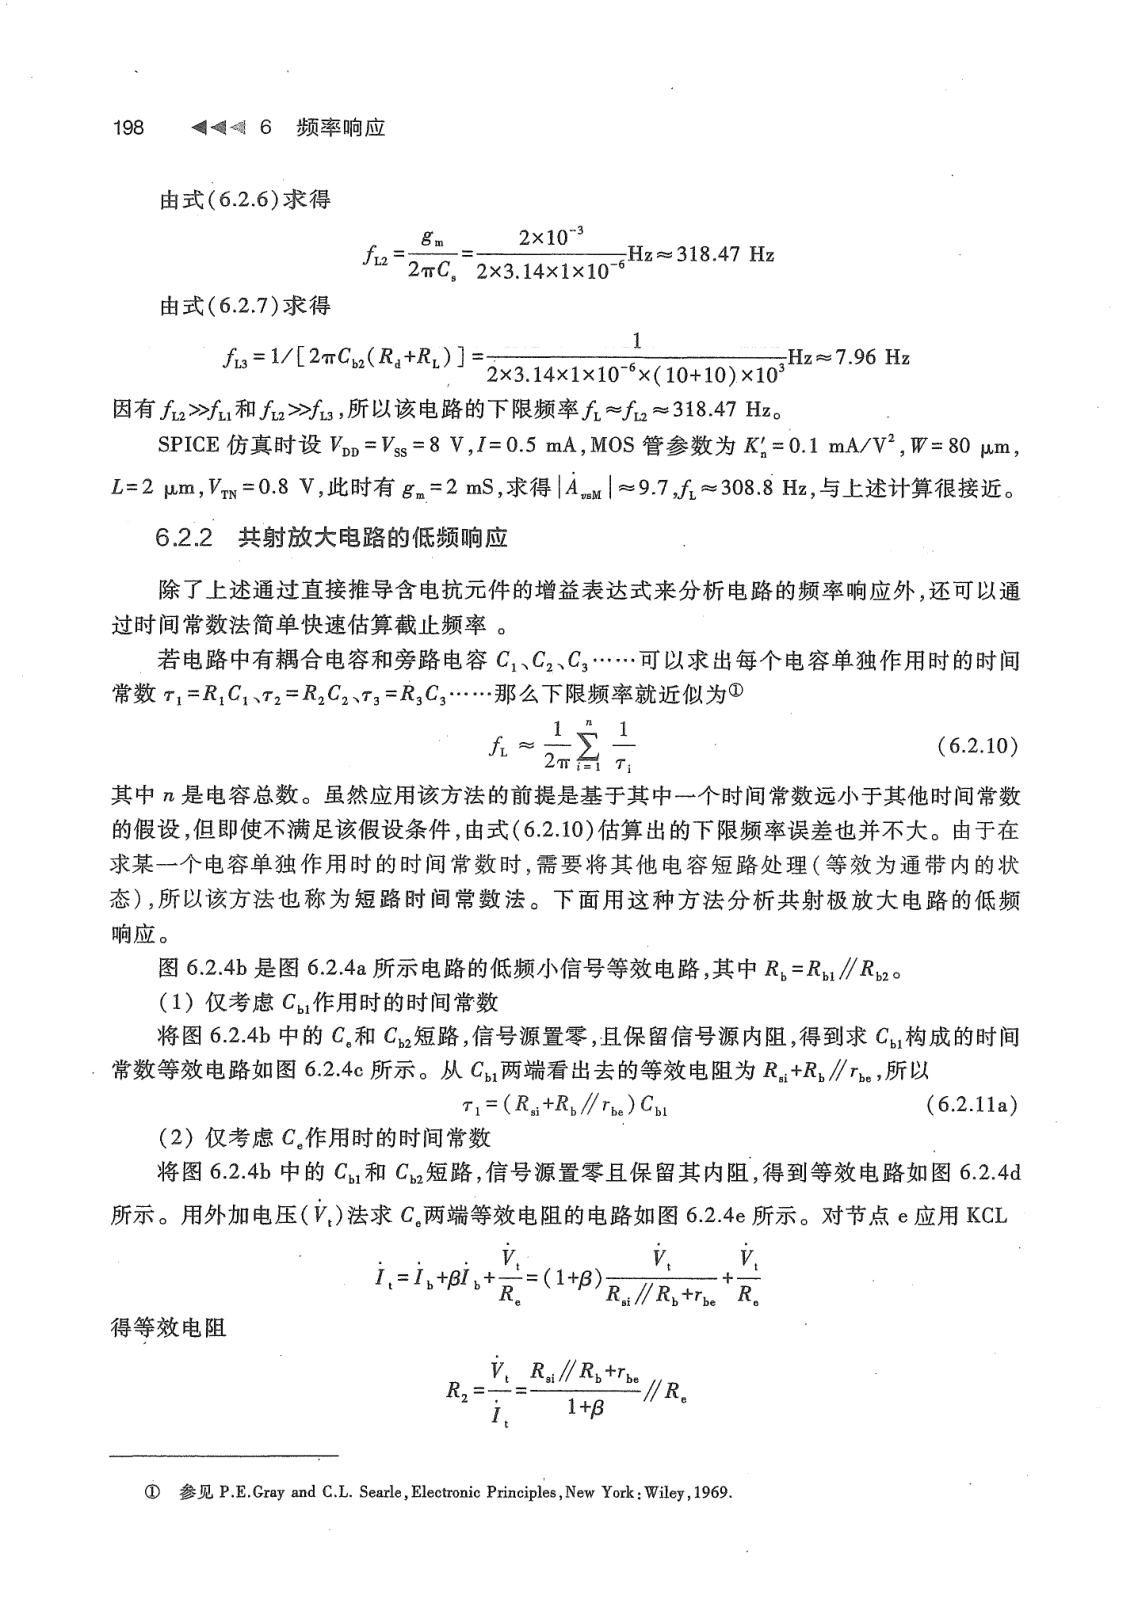 198 6 频率响应
由式(6.2.6)求得
f_L2 = g_m/(2πC_s) = 2×10⁻³/(2×3.14×1×10⁻⁶) Hz≈318.47 Hz
由式(6.2.7)求得
f_L3 = 1/[2πC_b2(R_d+R_L)] = 1/(2×3.14×1×10⁻⁶×(10+10)×10³) Hz≈7.96 Hz
因有 f_L2≫f_L1和 f_L2≫f_L3,所以该电路的下限频率 f_L≈f_L2≈318.47 Hz。
SPICE 仿真时设 V_DD=V_SS=8 V,I=0.5 mA,MOS 管参数为 K′_n=0.1 mA/V²,W=80 μm,
L=2 μm,V_TN=0.8 V,此时有 g_m=2 mS,求得|Ȧ_vsM|≈9.7,f_L≈308.8 Hz,与上述计算很接近。
6.2.2 共射放大电路的低频响应
除了上述通过直接推导含电抗元件的增益表达式来分析电路的频率响应外,还可以通
过时间常数法简单快速估算截止频率 。
若电路中有耦合电容和旁路电容 C₁、C₂、C₃……可以求出每个电容单独作用时的时间
常数 τ₁=R₁C₁、τ₂=R₂C₂、τ₃=R₃C₃……那么下限频率就近似为①
f_L ≈ 1/(2π) ∑_{i=1}^{n} 1/τ_i (6.2.10)
其中 n 是电容总数。虽然应用该方法的前提是基于其中一个时间常数远小于其他时间常数
的假设,但即使不满足该假设条件,由式(6.2.10)估算出的下限频率误差也并不大。由于在
求某一个电容单独作用时的时间常数时,需要将其他电容短路处理(等效为通带内的状
态),所以该方法也称为短路时间常数法。下面用这种方法分析共射极放大电路的低频
响应。
图 6.2.4b 是图 6.2.4a 所示电路的低频小信号等效电路,其中 R_b=R_b1∥R_b2。
(1) 仅考虑 C_b1作用时的时间常数
将图 6.2.4b 中的 C_e和 C_b2短路,信号源置零,且保留信号源内阻,得到求 C_b1构成的时间
常数等效电路如图 6.2.4c 所示。从 C_b1两端看出去的等效电阻为 R_si+R_b∥r_be,所以
τ₁=(R_si+R_b∥r_be)C_b1 (6.2.11a)
(2) 仅考虑 C_e作用时的时间常数
将图 6.2.4b 中的 C_b1和 C_b2短路,信号源置零且保留其内阻,得到等效电路如图 6.2.4d
所示。用外加电压(V̇_t)法求 C_e两端等效电阻的电路如图 6.2.4e 所示。对节点 e 应用 KCL
İ_t=İ_b+βİ_b+V̇_t/R_e=(1+β)V̇_t/(R_si∥R_b+r_be)+V̇_t/R_e
得等效电阻
R₂=V̇_t/İ_t=(R_si∥R_b+r_be)/(1+β)∥R_e
① 参见 P.E.Gray and C.L. Searle,Electronic Principles,New York:Wiley,1969.